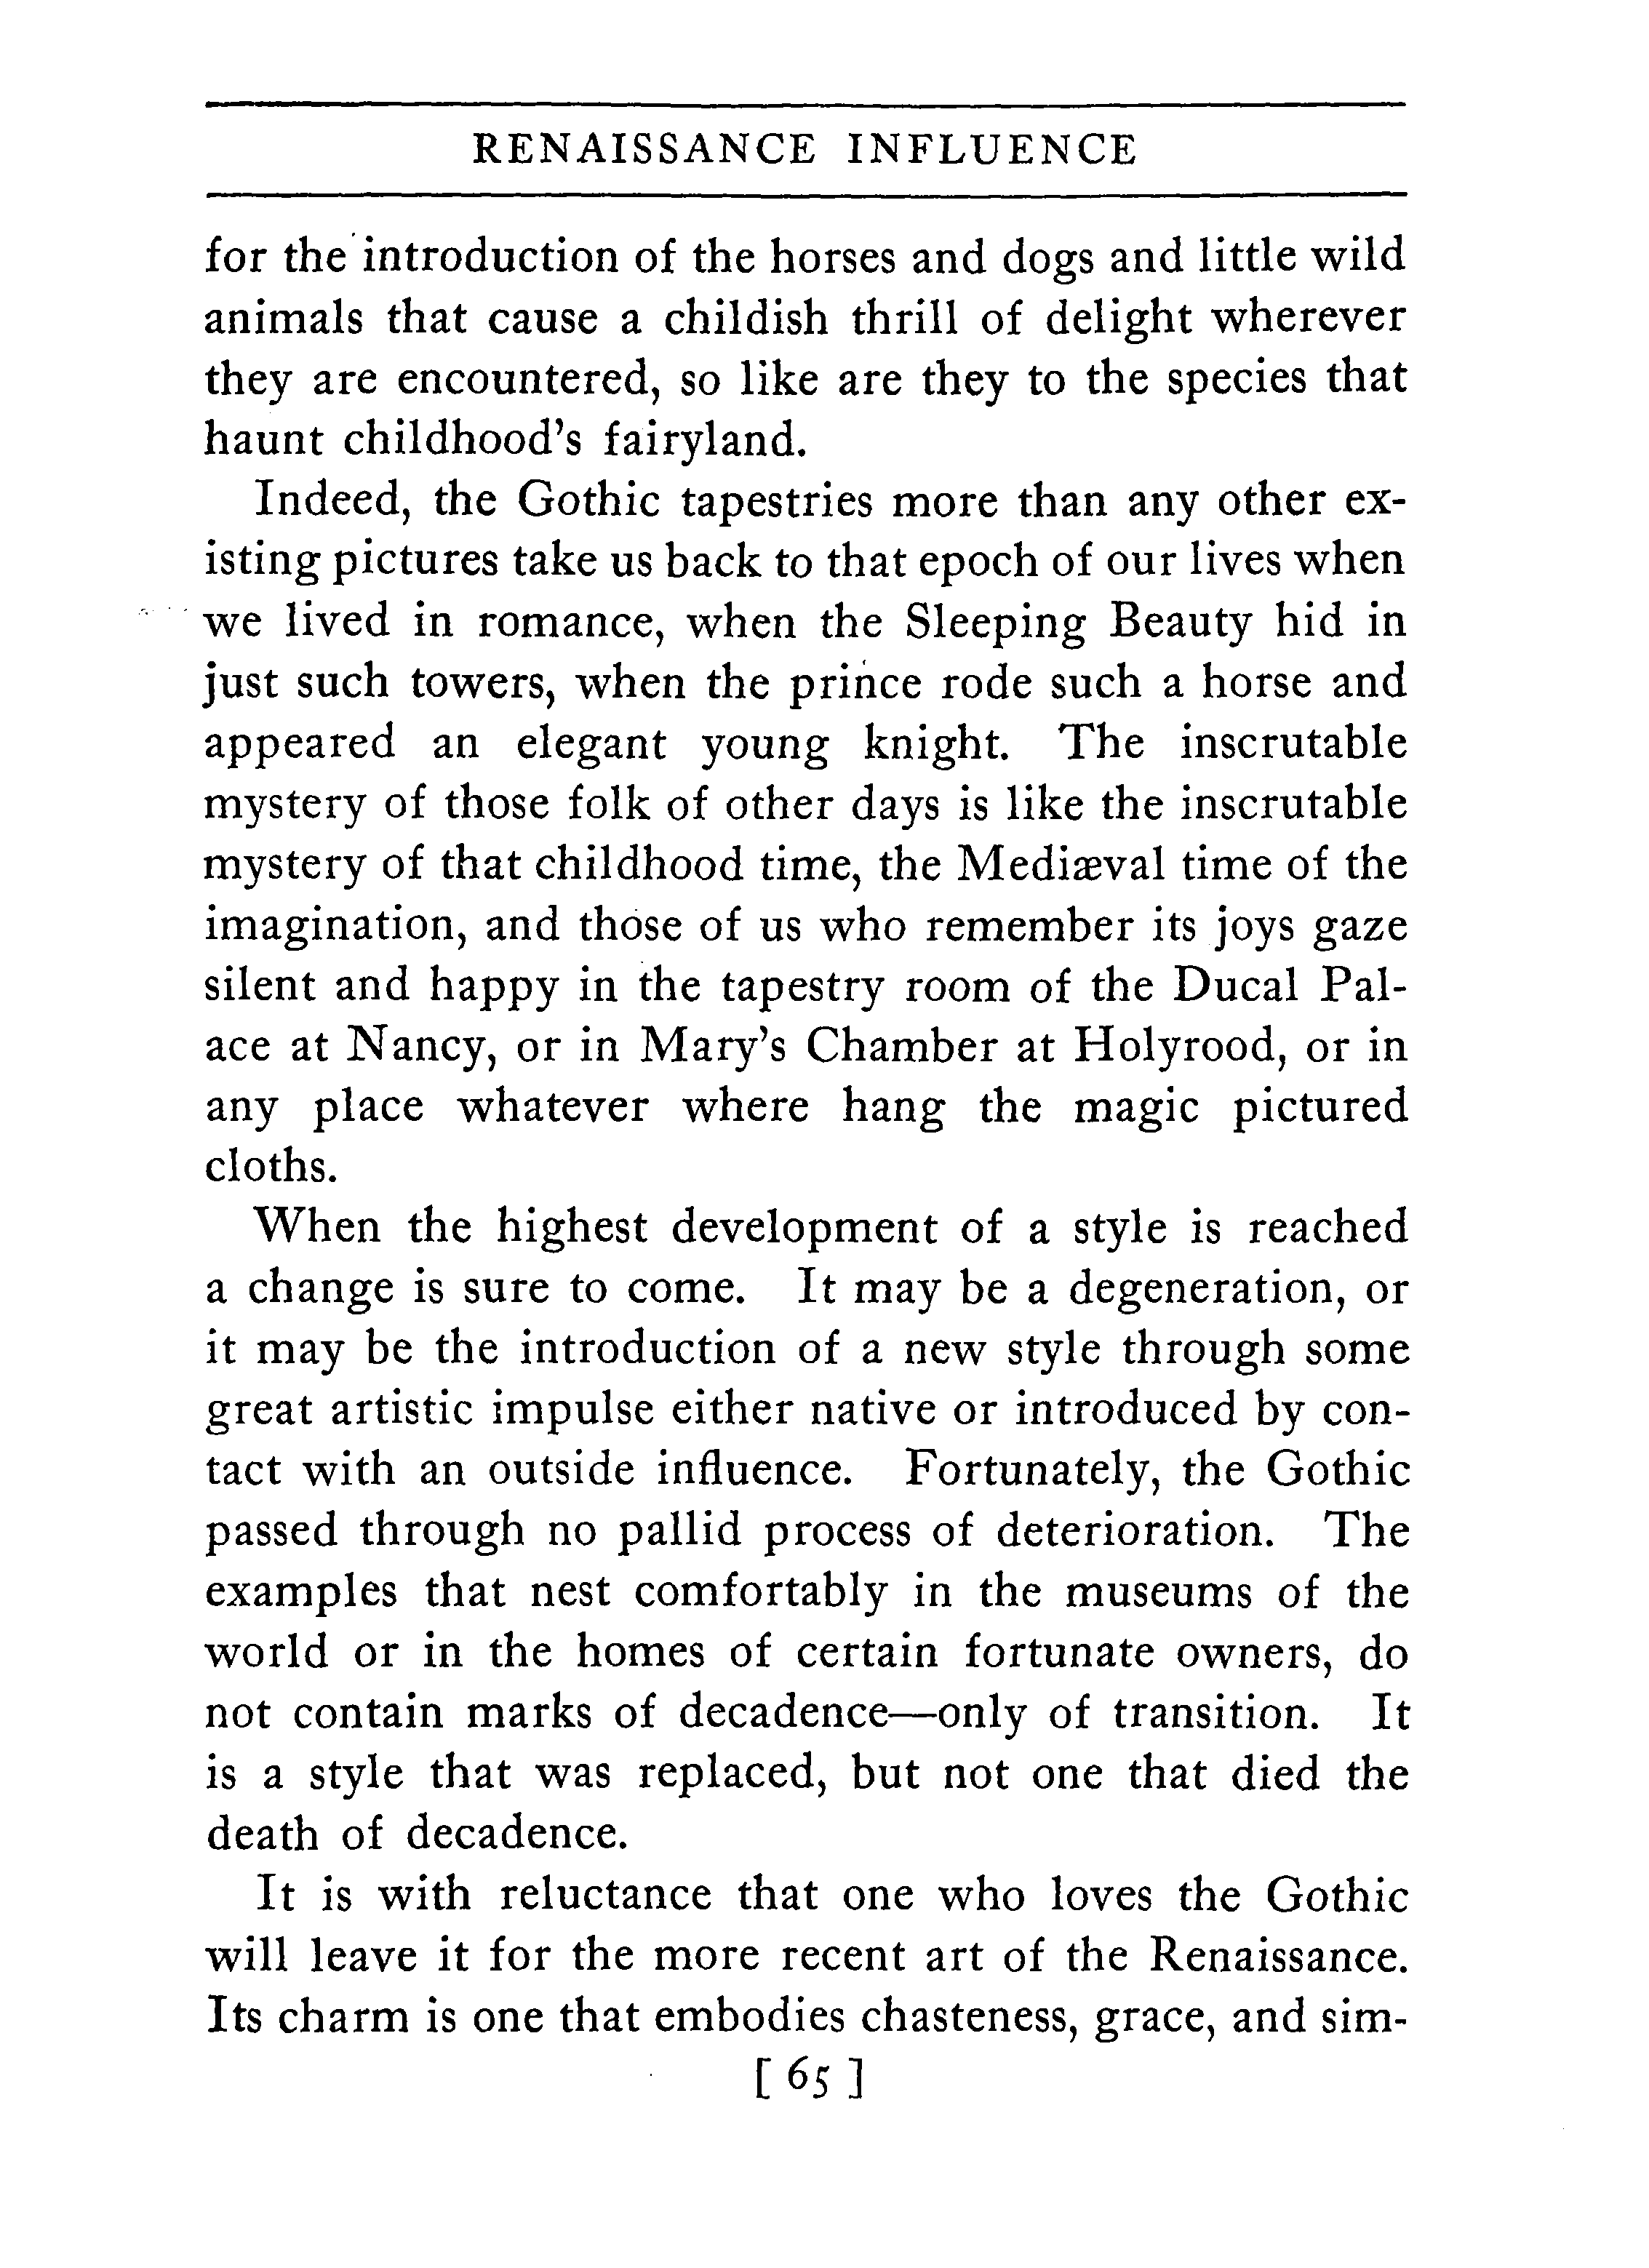 RENAISSANCE INFLUENCE
for the introduction of the horses and dogs and little wild
animals that cause a childish thrill of delight wherever
they are encountered, so like are they to the species that
haunt childhood's fairyland.
Indeed, the Gothic tapestries more than any other ex-
isting pictures take us back to that epoch of our lives when
we lived in romance, when the Sleeping Beauty hid in
just such towers, when the prince rode such a horse and
appeared an elegant young knight. The inscrutable
mystery of those folk of other days is like the inscrutable
mystery of that childhood time, the Mediæval time of the
imagination, and those of us who remember its joys gaze
silent and happy in the tapestry room of the Ducal Pal-
ace at Nancy, or in Mary's Chamber at Holyrood, or in
any place whatever where hang the magic pictured
cloths.
When the highest development of a style is reached
a change is sure to come. It may be a degeneration, or
it may be the introduction of a new style through some
great artistic impulse either native or introduced by con-
tact with an outside influence. Fortunately, the Gothic
passed through no pallid process of deterioration. The
examples that nest comfortably in the museums of the
world or in the homes of certain fortunate owners, do
not contain marks of decadence—only of transition. It
is a style that was replaced, but not one that died the
death of decadence.
It is with reluctance that one who loves the Gothic
will leave it for the more recent art of the Renaissance.
Its charm is one that embodies chasteness, grace, and sim-
[ 65 ]